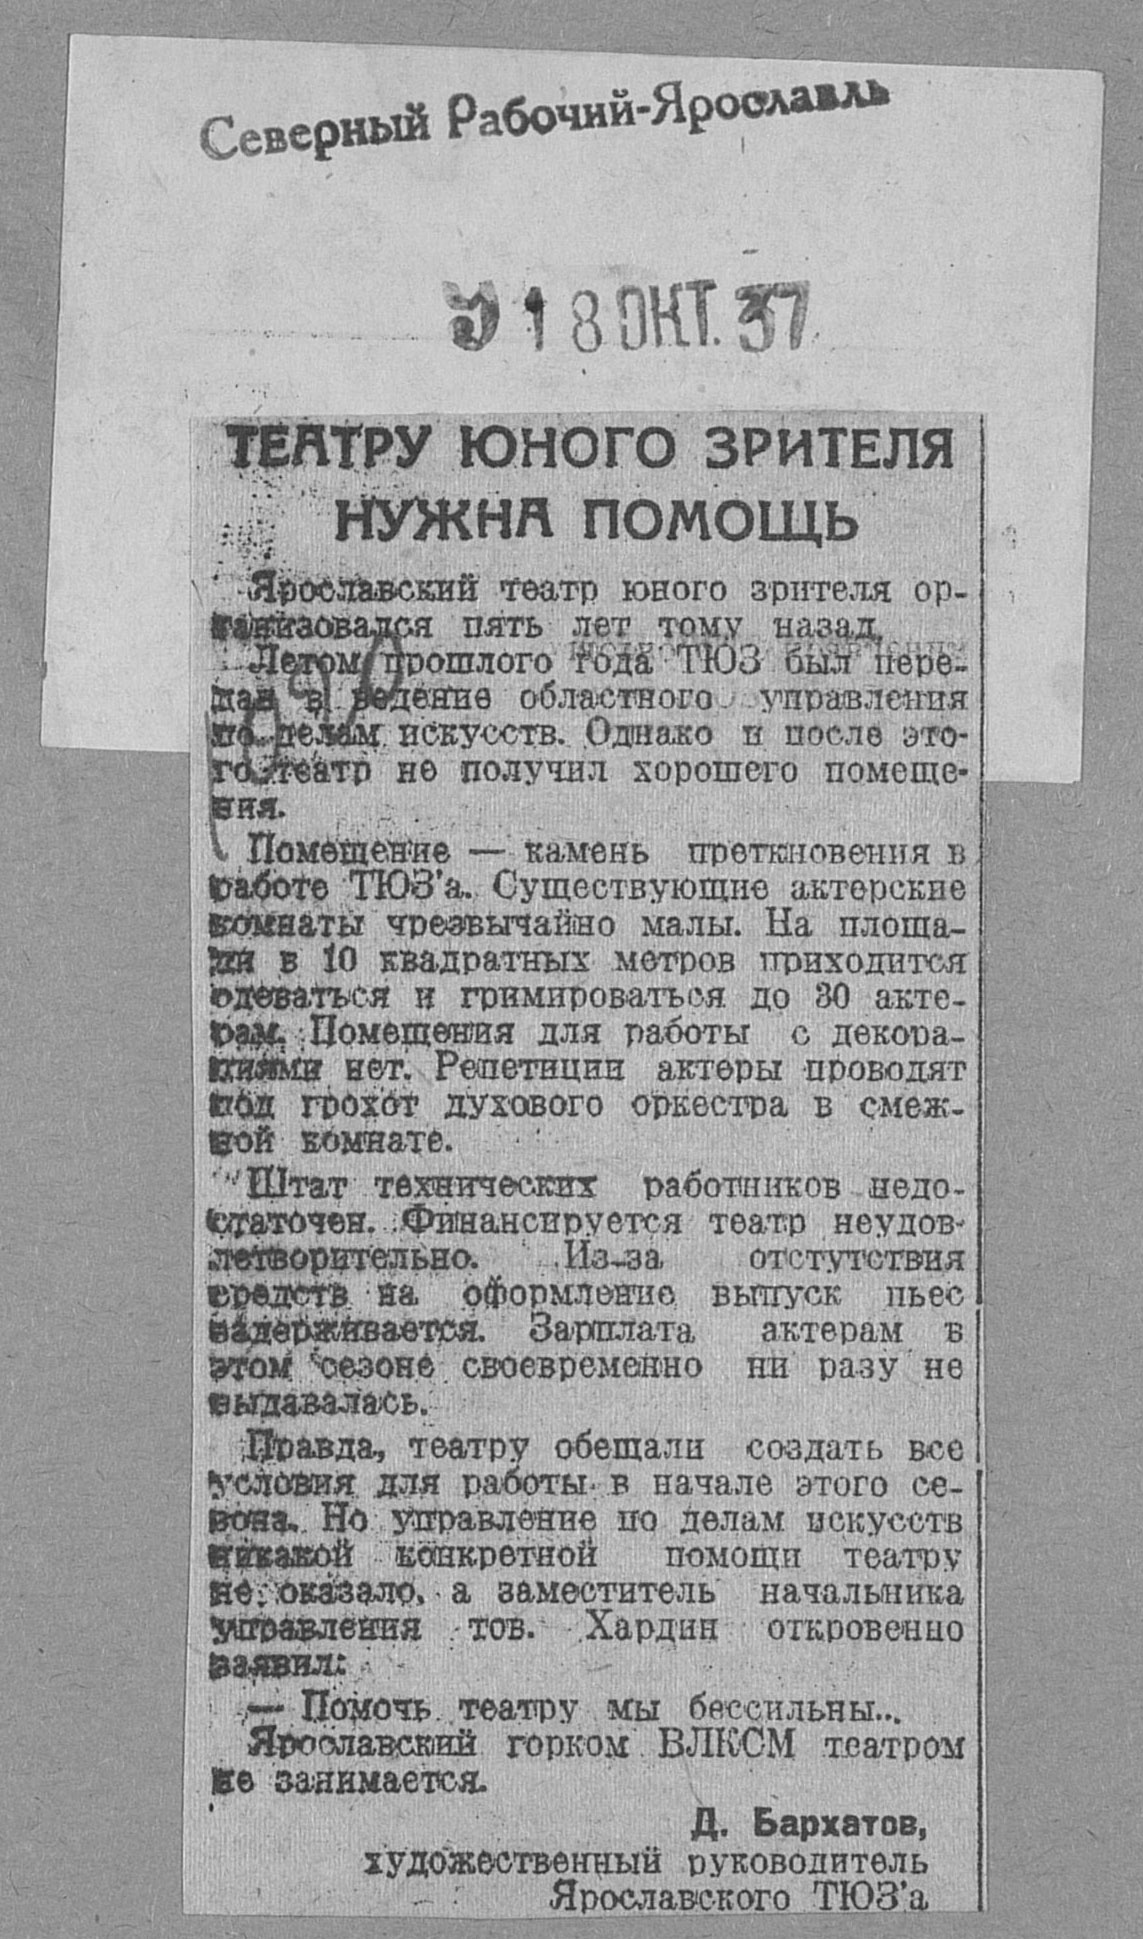 Северный Рабочий-Ярославль
18 ОКТ. 37
ТЕАТРУ ЮНОГО ЗРИТЕЛЯ
НУЖНА ПОМОЩЬ
Ярославский театр юного зрителя ор-
ганизовался пять лет тому назад.
Летом прошлого года ТЮЗ был пере-
дан в ведение областного управления
по делам искусств. Однако и после это-
го театр не получил хорошего помеще-
ния.
Помещение — камень преткновения в
работе ТЮЗ'а. Существующие актерские
комнаты чрезвычайно малы. На площа-
ди в 10 квадратных метров приходится
одеваться и гримироваться до 30 акте-
рам. Помещения для работы с декора-
циями нет. Репетиции актеры проводят
под грохот духового оркестра в смеж-
ной комнате.
Штат технических работников недо-
статочен. Финансируется театр неудов-
летворительно. Из-за отстутствия
средств на оформление выпуск пьес
задерживается. Зарплата актерам в
этом сезоне своевременно ни разу не
выдавалась.
Правда, театру обещали создать все
условия для работы в начале этого се-
зона. Но управление по делам искусств
никакой конкретной помощи театру
не оказало, а заместитель начальника
управления тов. Хардин откровенно
заявил:
— Помочь театру мы бессильны...
Ярославский горком ВЛКСМ театром
не занимается.
Д. Бархатов,
художественный руководитель
Ярославского ТЮЗ'а